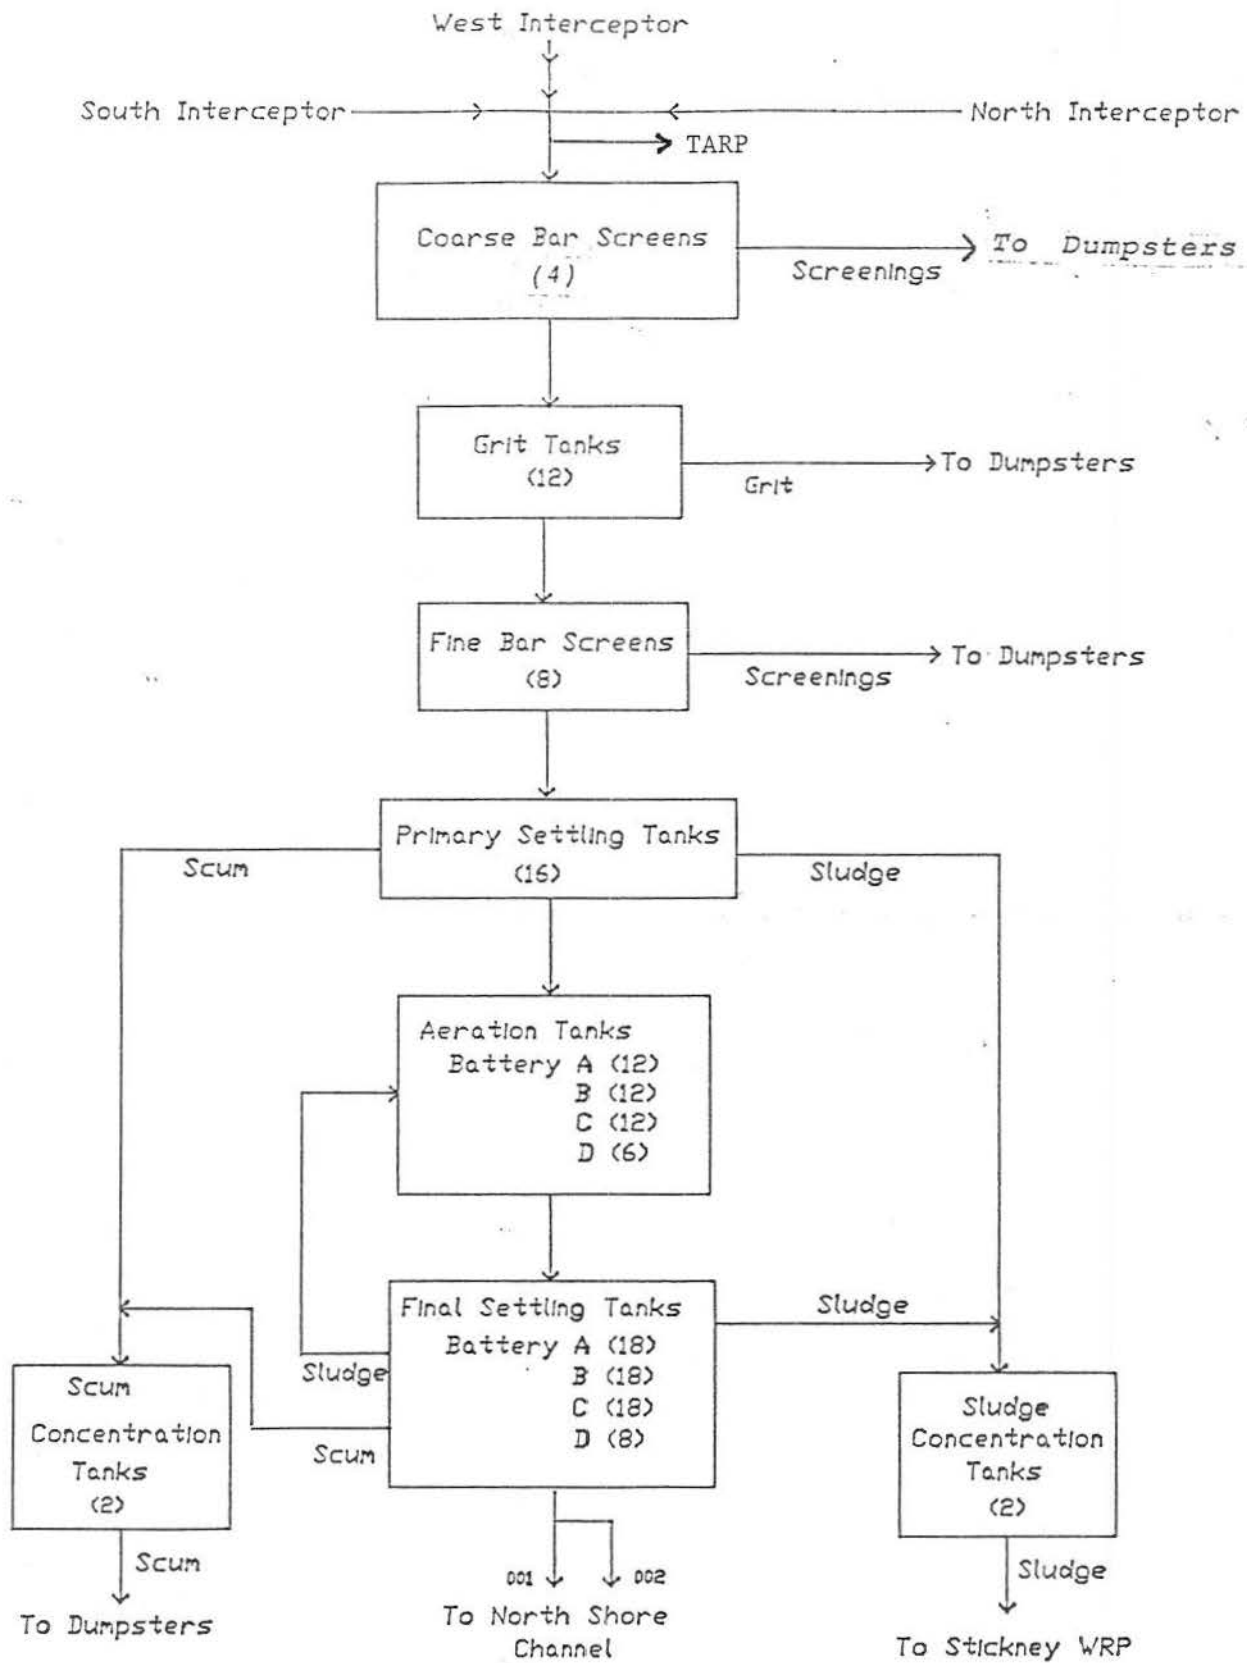 West Interceptor
South Interceptor
North Interceptor
TARP
Coarse Bar Screens
(4)
Screenings
To Dumpsters
Grit Tanks
(12)
Grit
To Dumpsters
Fine Bar Screens
(8)
Screenings
To Dumpsters
Primary Settling Tanks
(16)
Scum
Sludge
Aeration Tanks
Battery A (12)
B (12)
C (12)
D (6)
Final Settling Tanks
Battery A (18)
B (18)
C (18)
D (8)
Sludge
Sludge
Scum
Scum
Concentration
Tanks
(2)
Sludge
Concentration
Tanks
(2)
Scum
To Dumpsters
001
002
To North Shore
Channel
Sludge
To Stickney WRP